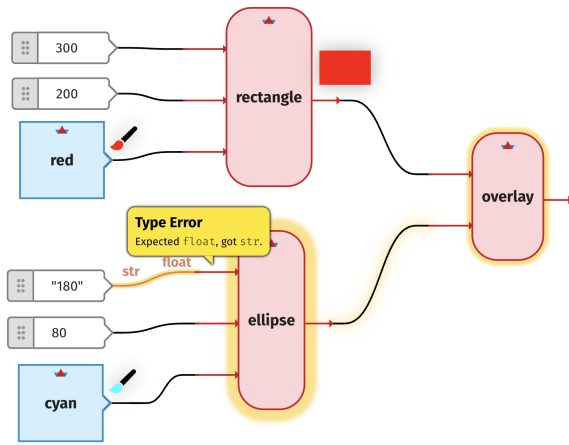 300
200
rectangle
red
overlay
Type Error
Expected float, got str.
str
float
"180"
80
ellipse
cyan